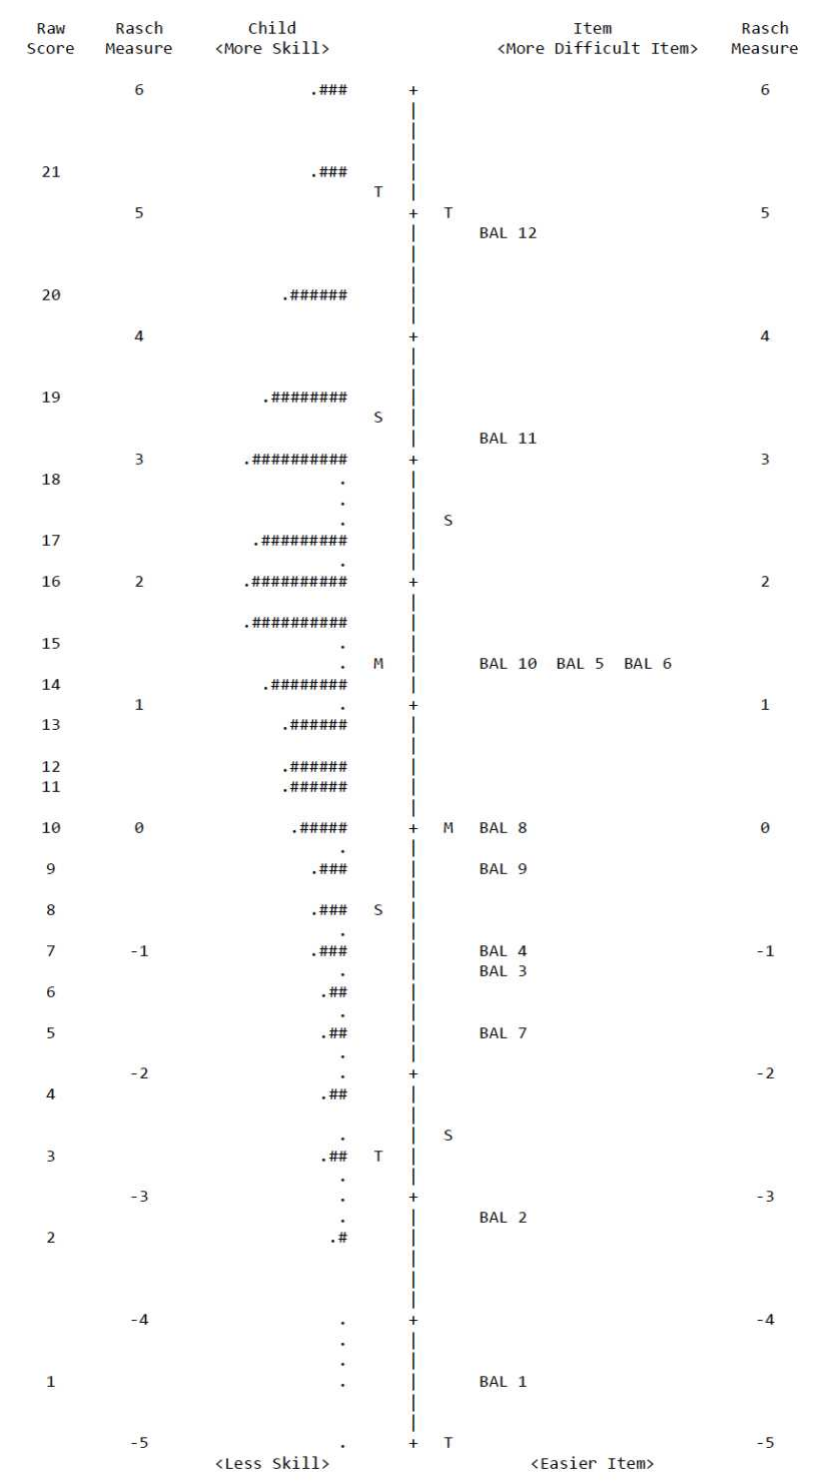 Raw Rasch Child Item Rasch
Score Measure <More Skill> <More Difficult Item> Measure
6 .### + 6
|
|
|
21 .### |
T |
5 + T 5
| BAL 12
|
|
20 .###### |
|
4 + 4
|
|
19 .######## |
S |
| BAL 11
3 .########## + 3
18 . |
. |
. | S
17 .######### |
. |
16 2 .########## + 2
|
.########## |
15 . |
. M | BAL 10 BAL 5 BAL 6
14 .######## |
1 . + 1
13 .###### |
|
12 .###### |
11 .###### |
|
10 0 .##### + M BAL 8 0
. |
9 .### | BAL 9
|
8 .### S |
. |
7 -1 .### | BAL 4 -1
. | BAL 3
6 .## |
. |
5 .## | BAL 7
. |
-2 . + -2
4 .## |
|
. | S
3 .## T |
. |
-3 . + -3
. | BAL 2
2 .# |
|
|
|
-4 . + -4
. |
. |
1 . | BAL 1
|
|
-5 . + T -5
<Less Skill> <Easier Item>